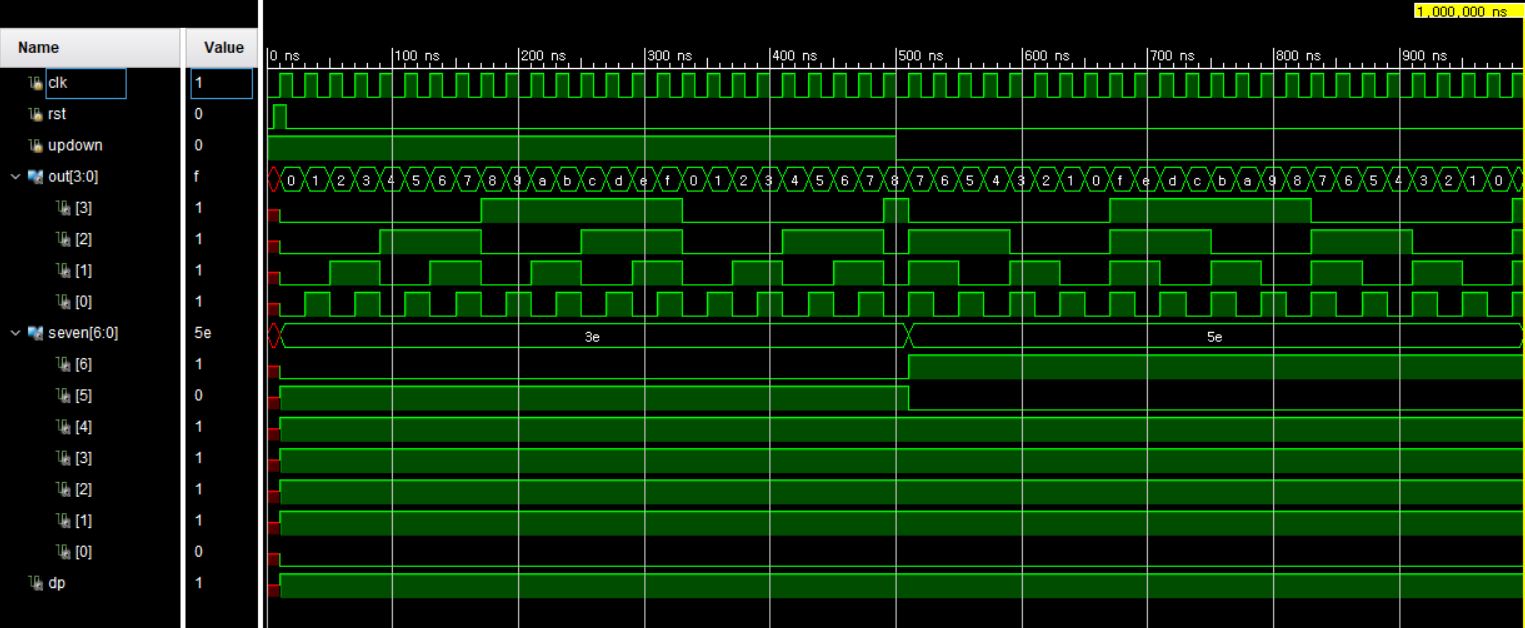 1,000,000 ns
Name Value 0 ns 100 ns 200 ns 300 ns 400 ns 500 ns 600 ns 700 ns 800 ns 900 ns
clk 1
rst 0
updown 0
out[3:0] f 0 1 2 3 4 5 6 7 8 9 a b c d e f 0 1 2 3 4 5 6 7 8 7 6 5 4 3 2 1 0 f e d c b a 9 8 7 6 5 4 3 2 1 0
[3] 1
[2] 1
[1] 1
[0] 1
seven[6:0] 5e 3e 5e
[6] 1
[5] 0
[4] 1
[3] 1
[2] 1
[1] 1
[0] 0
dp 1